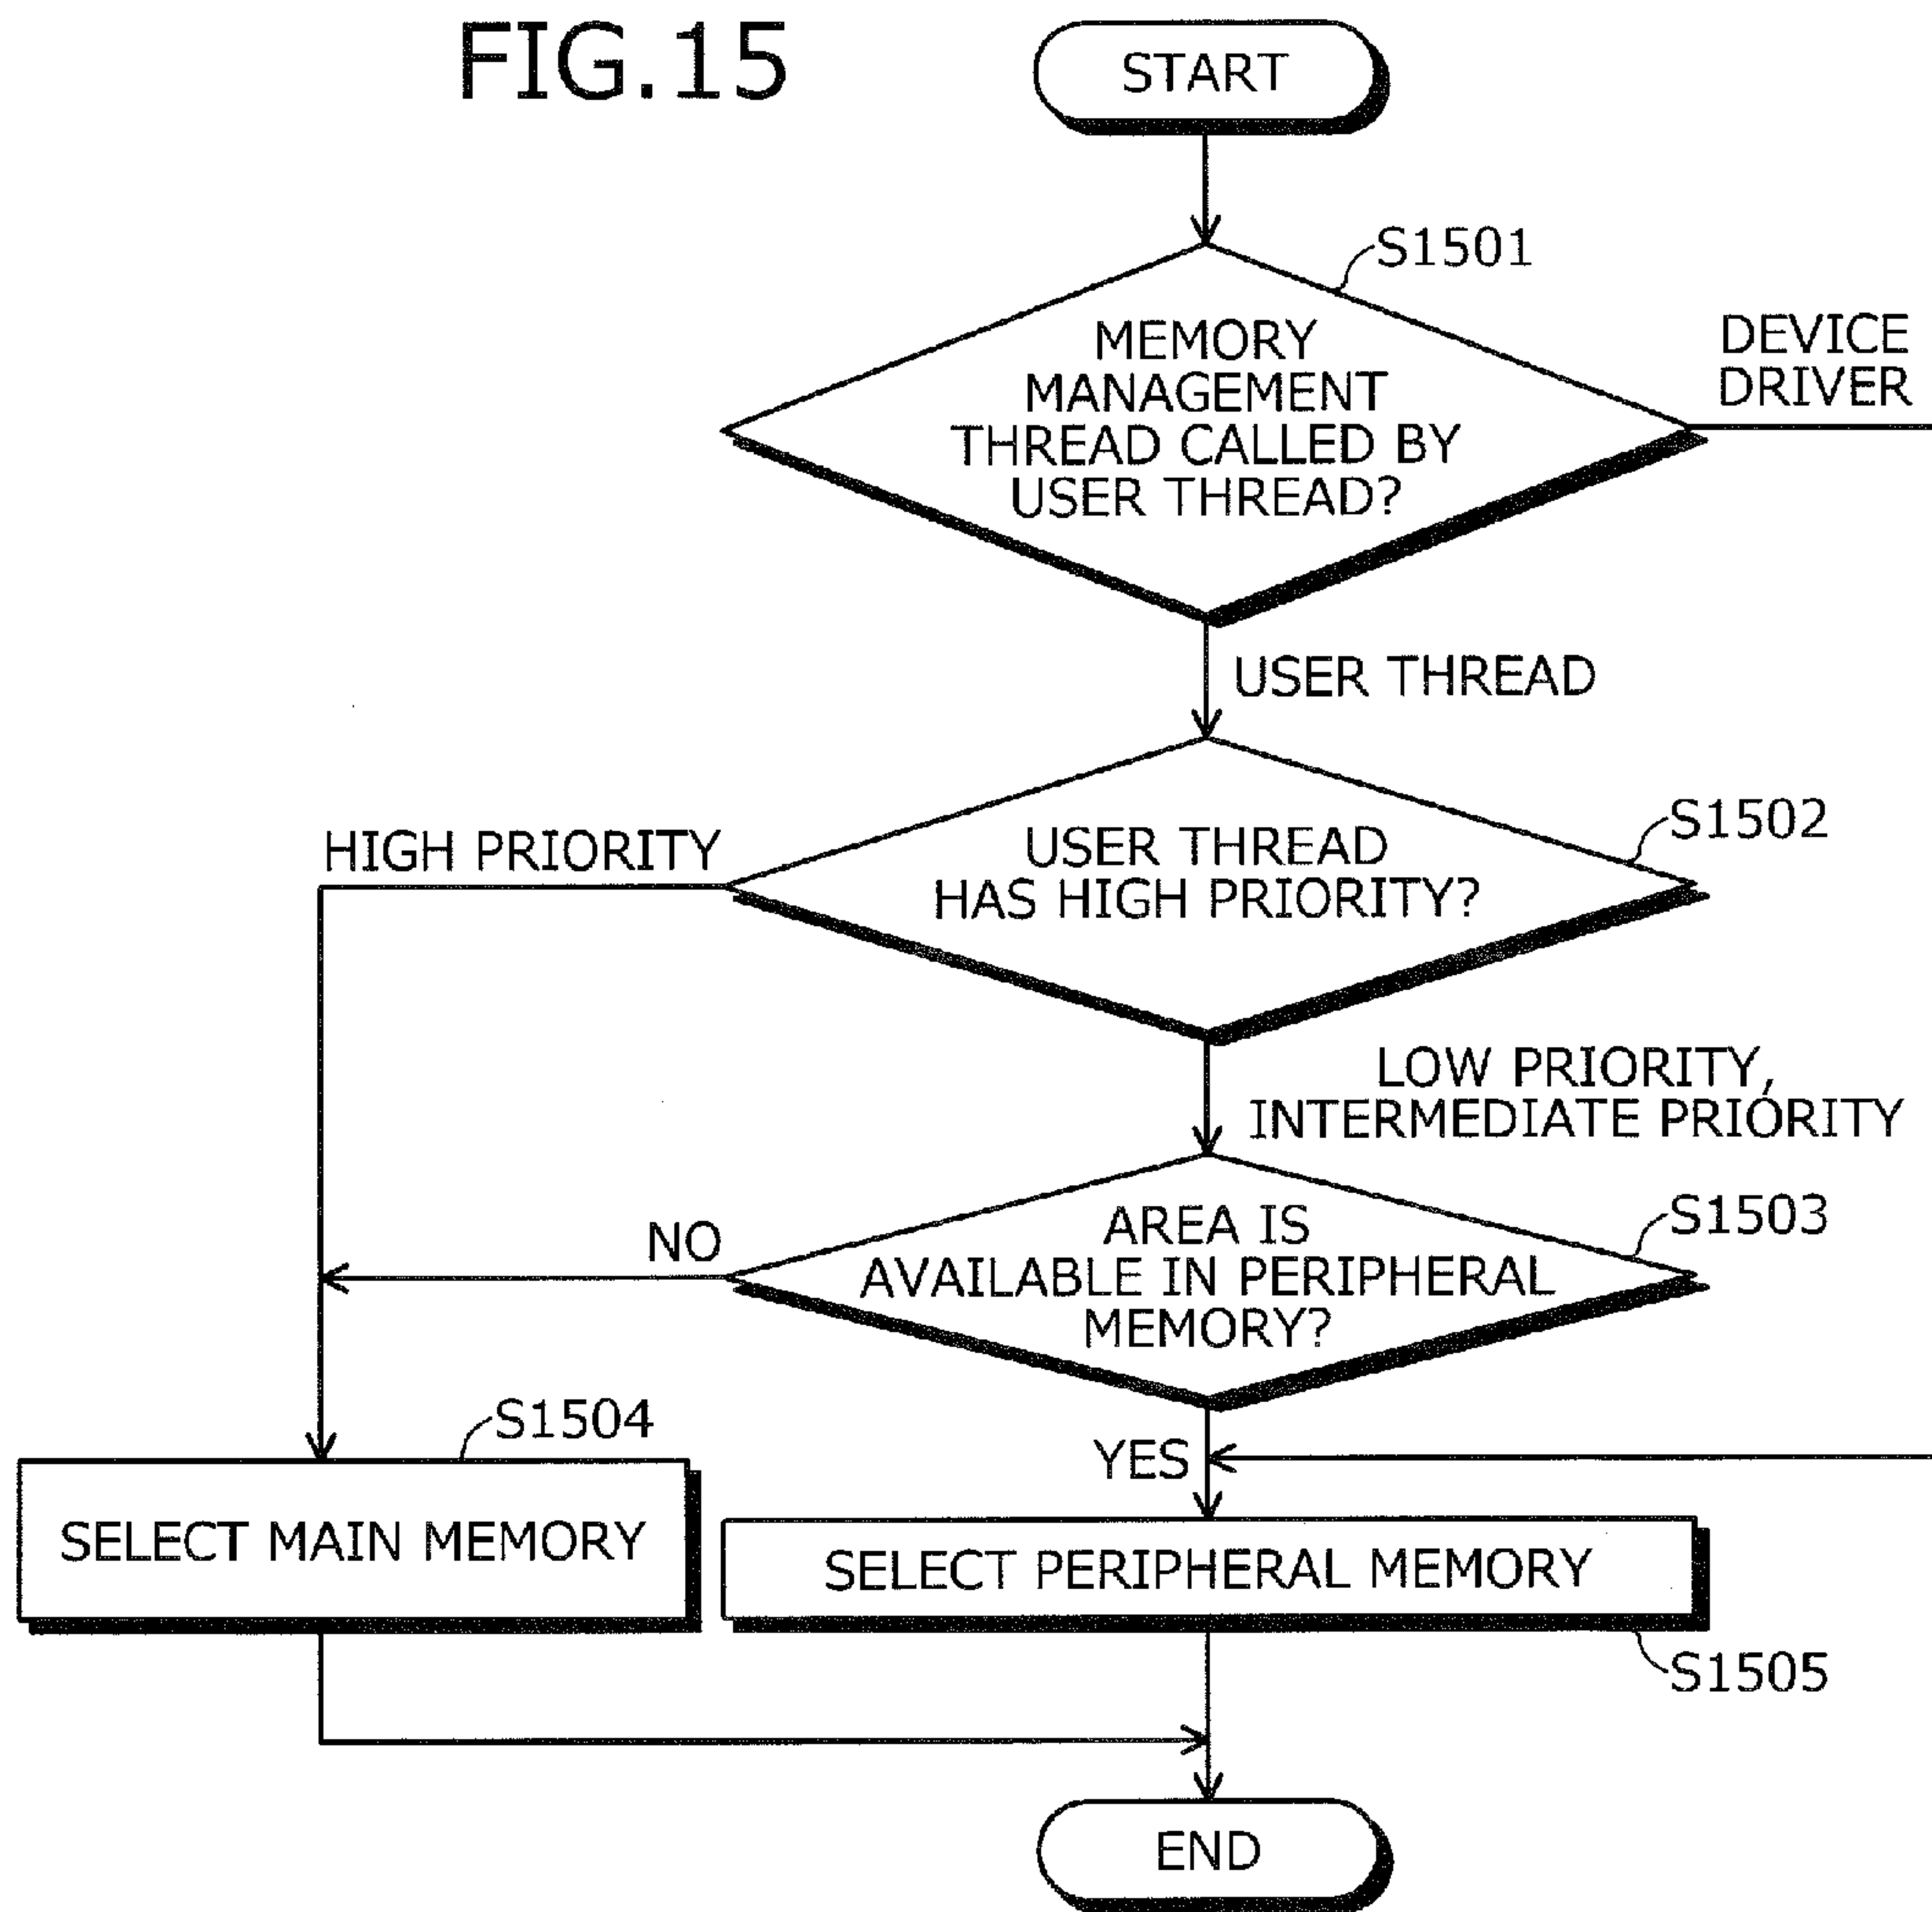 FIG.15
START
S1501
MEMORY
MANAGEMENT
THREAD CALLED BY
USER THREAD?
DEVICE
DRIVER
USER THREAD
S1502
HIGH PRIORITY
USER THREAD
HAS HIGH PRIORITY?
LOW PRIORITY,
INTERMEDIATE PRIORITY
S1503
NO
AREA IS
AVAILABLE IN PERIPHERAL
MEMORY?
S1504
YES
SELECT MAIN MEMORY
SELECT PERIPHERAL MEMORY
S1505
END